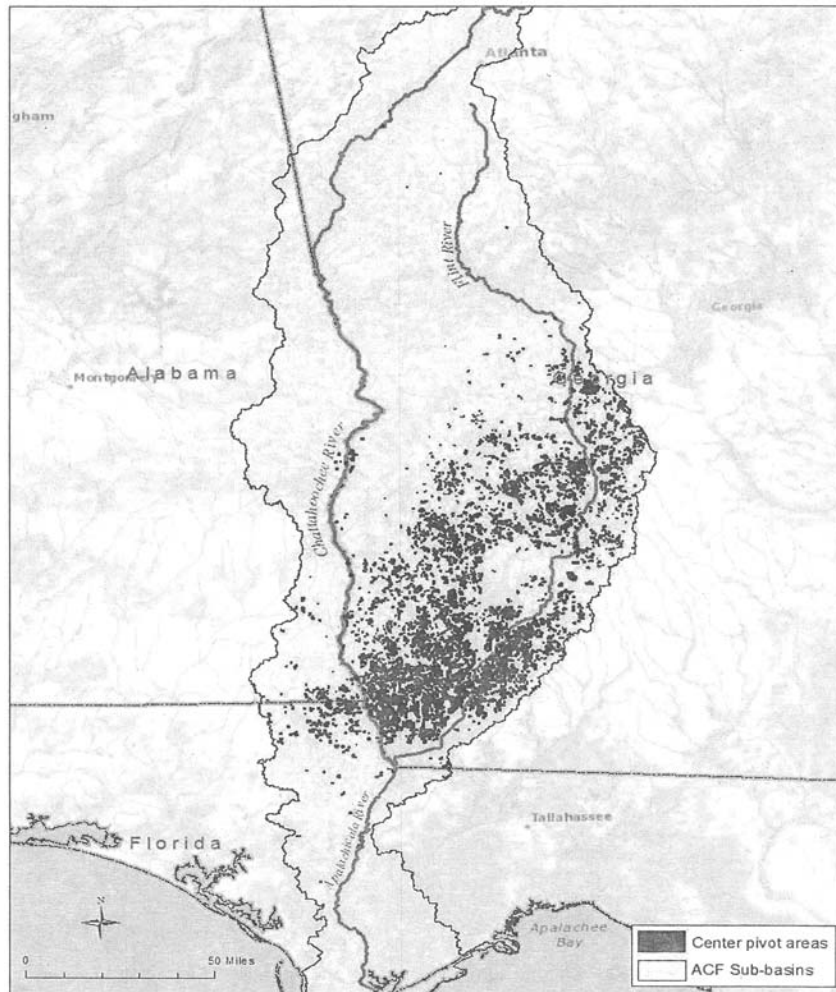 Atlanta
gham
Flint River
Georgia
Montgomery
Alabama
Georgia
Chattahoochee River
Apalachicola River
Tallahassee
Florida
N
Apalachee
Bay
0 50 Miles
Center pivot areas
ACF Sub-basins